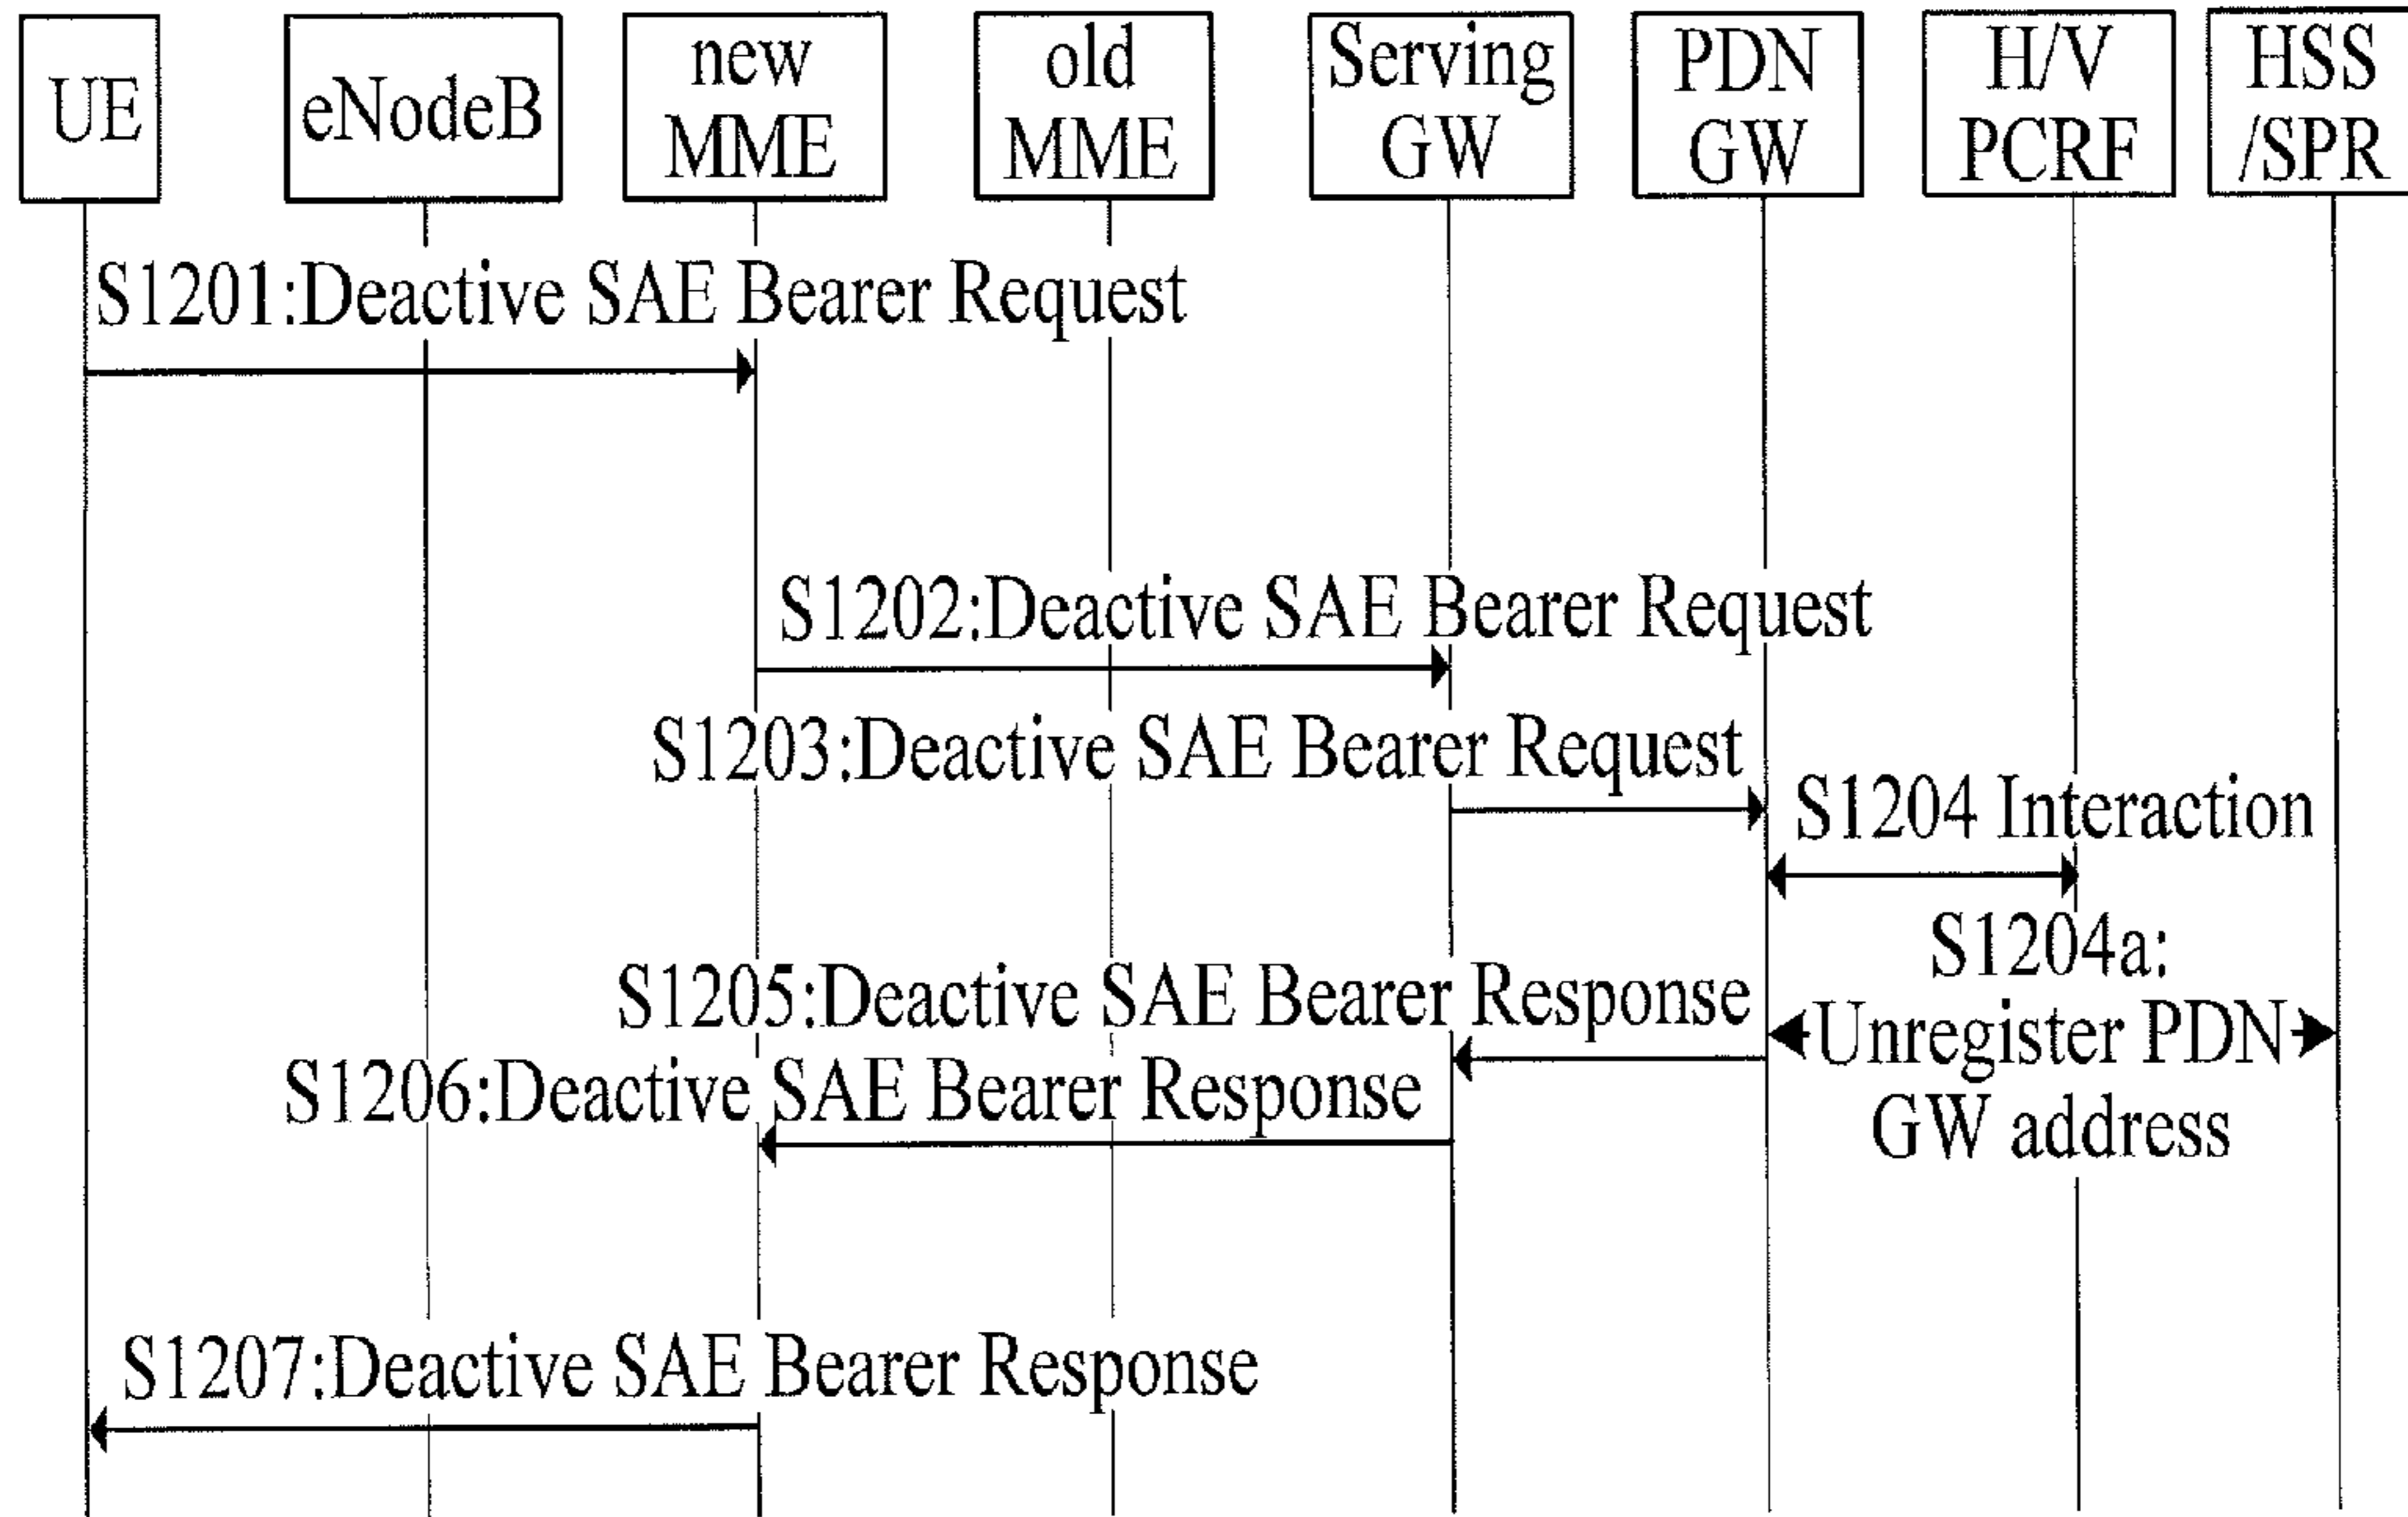 UE
eNodeB
new
MME
old
MME
Serving
GW
PDN
GW
H/V
PCRF
HSS
/SPR
S1201:Deactive SAE Bearer Request
S1202:Deactive SAE Bearer Request
S1203:Deactive SAE Bearer Request
S1204 Interaction
S1204a:
Unregister PDN
GW address
S1205:Deactive SAE Bearer Response
S1206:Deactive SAE Bearer Response
S1207:Deactive SAE Bearer Response